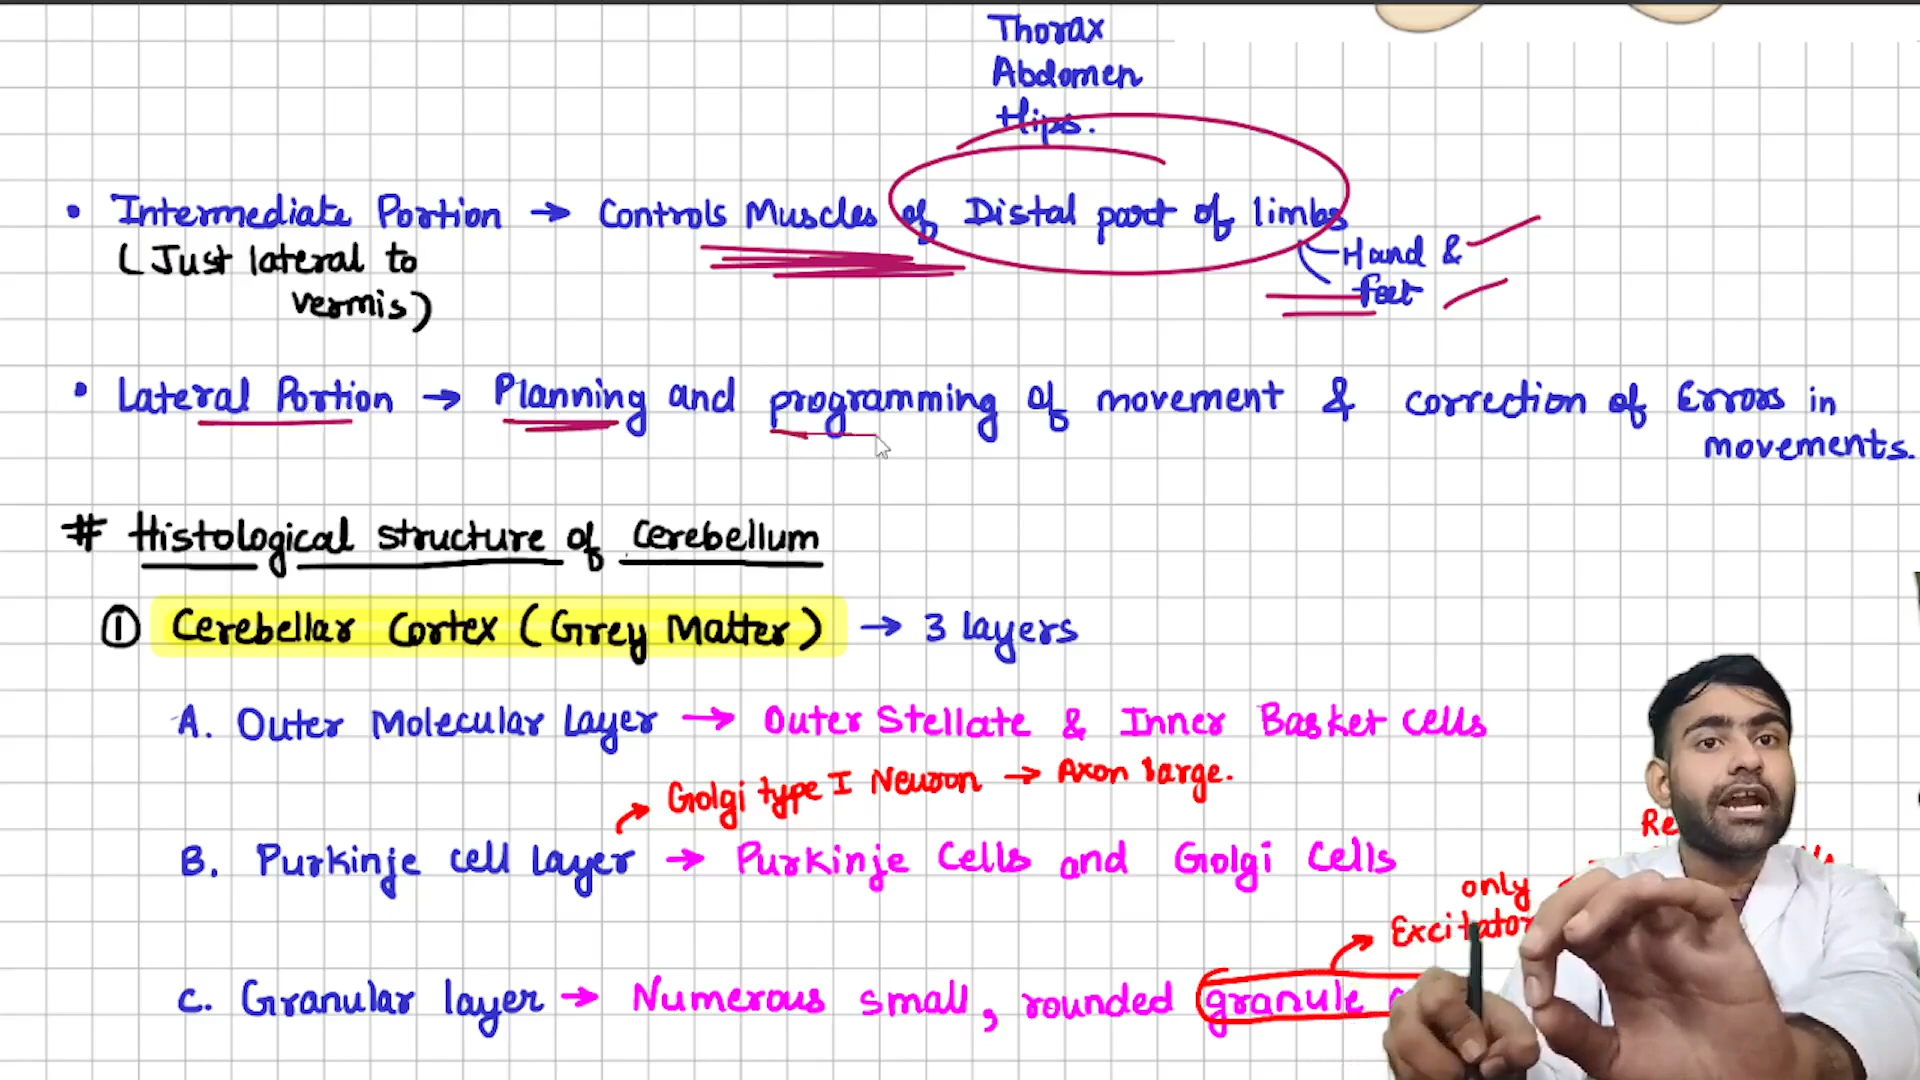 Thorax
Abdomen
Hips.
• Intermediate Portion → Controls Muscles of Distal part of limbs
(Just lateral to vermis)
Hand &
feet
• Lateral Portion → Planning and programming of movement & correction of Errors in movements.
# Histological structure of Cerebellum
① Cerebellar Cortex (Grey Matter) → 3 layers
A. Outer Molecular Layer → Outer Stellate & Inner Basket cells
Golgi type I Neuron → Axon large.
B. Purkinje cell layer → Purkinje Cells and Golgi Cells
only
C. Granular layer → Numerous small, rounded granule